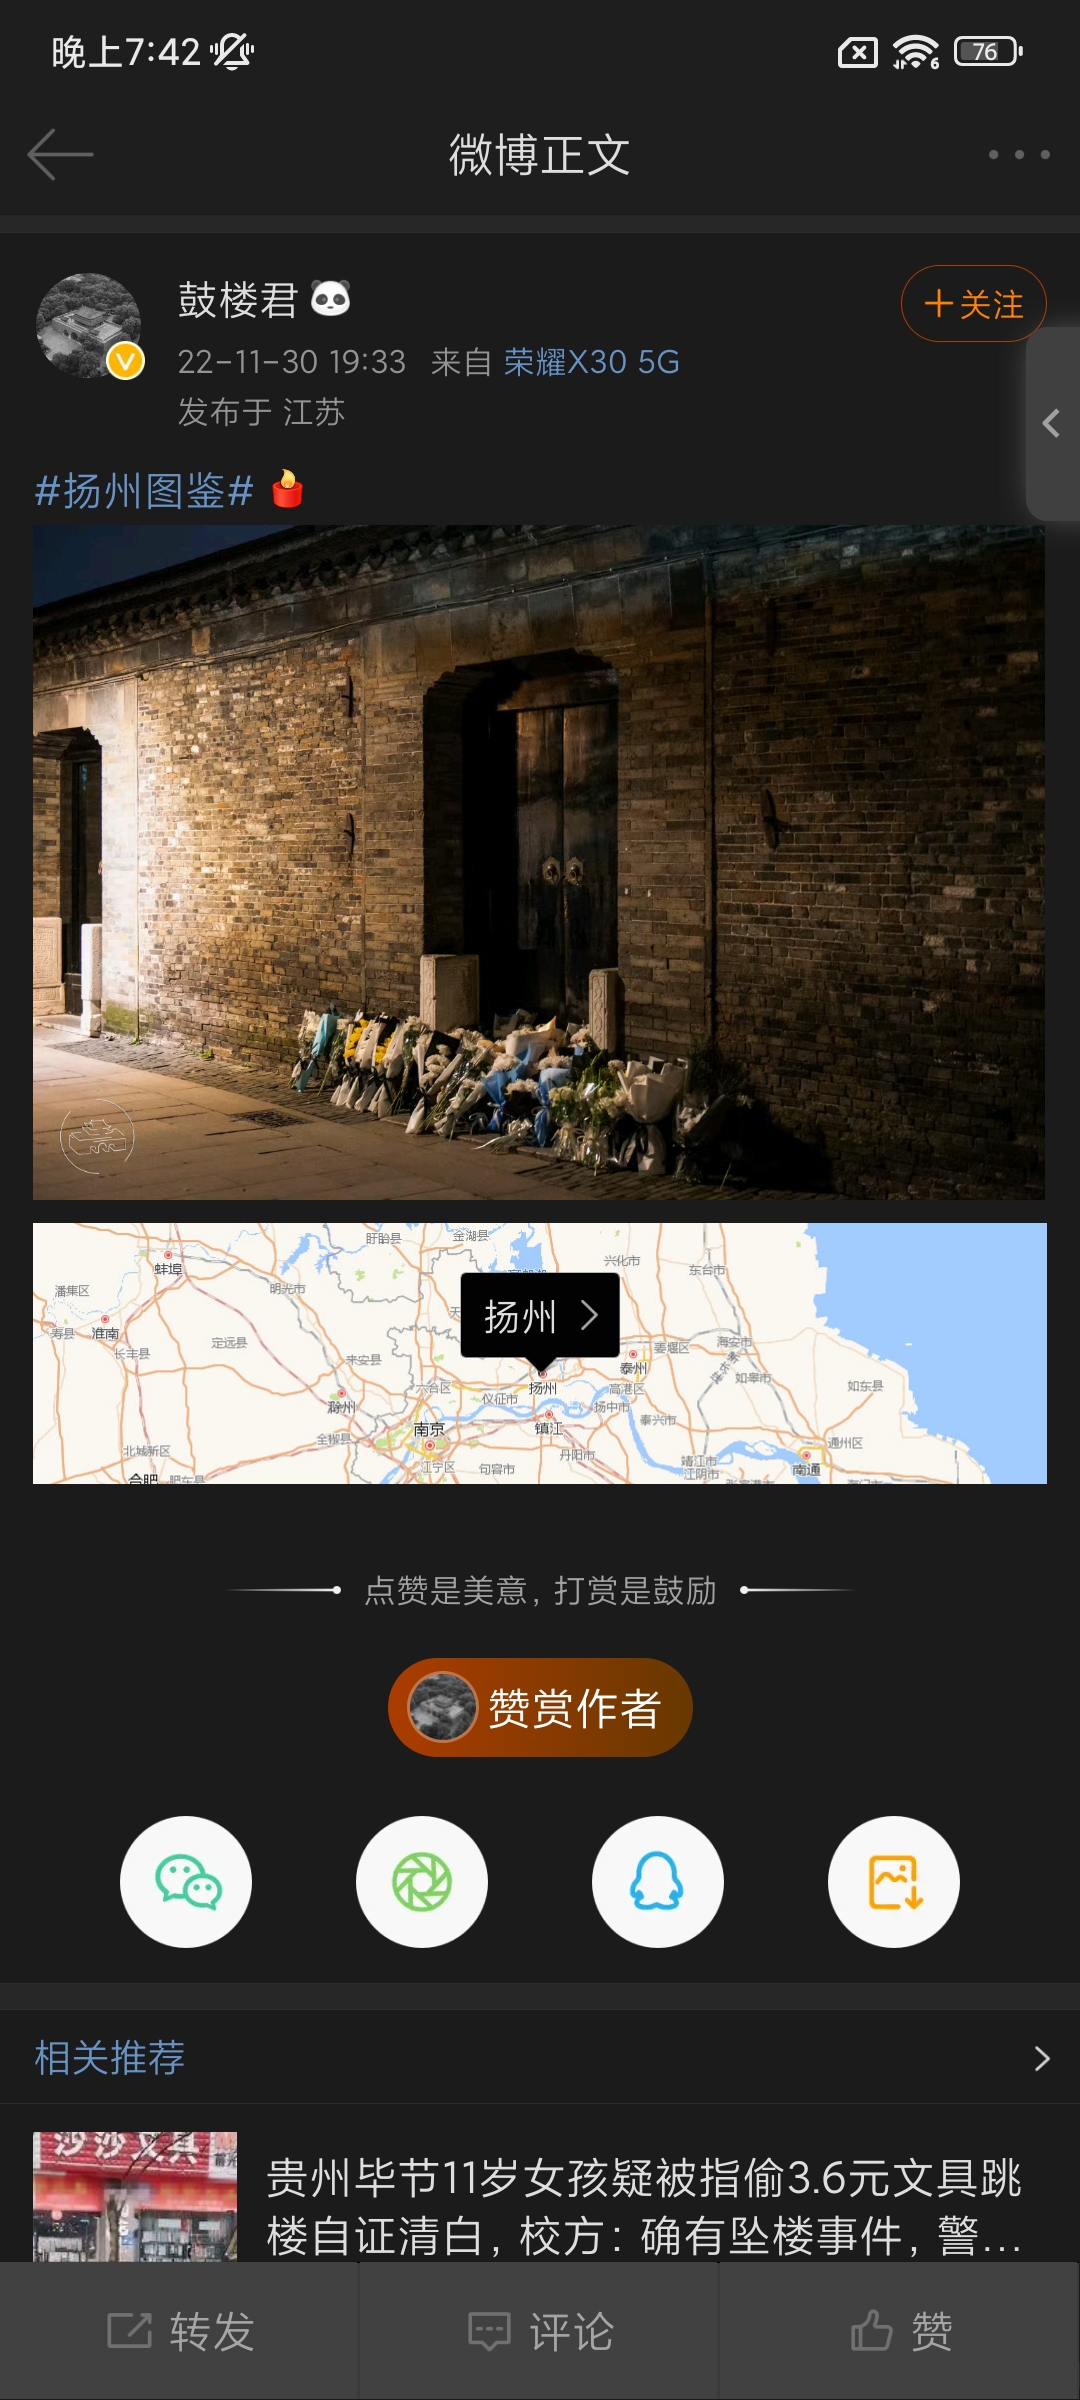 晚上7:42
6
76
微博正文
鼓楼君
+关注
22-11-30 19:33 来自 荣耀X30 5G
发布于 江苏
#扬州图鉴#
盱眙县
金湖县
兴化市
东台市
蚌埠
潘集区
明光市
扬州
寿县
淮南
长丰县
定远县
来安县
泰州
姜堰区
海安市
如皋市
如东县
六合区
仪征市
扬州
高港区
扬中市
滁州
南京
镇江
泰兴市
全椒县
北城新区
丹阳市
靖江市
江阴市
通州区
南通
江宁区
句容市
合肥
肥东县
点赞是美意,打赏是鼓励
赞赏作者
相关推荐
沙沙文具
贵州毕节11岁女孩疑被指偷3.6元文具跳
楼自证清白,校方:确有坠楼事件,警...
转发
评论
赞